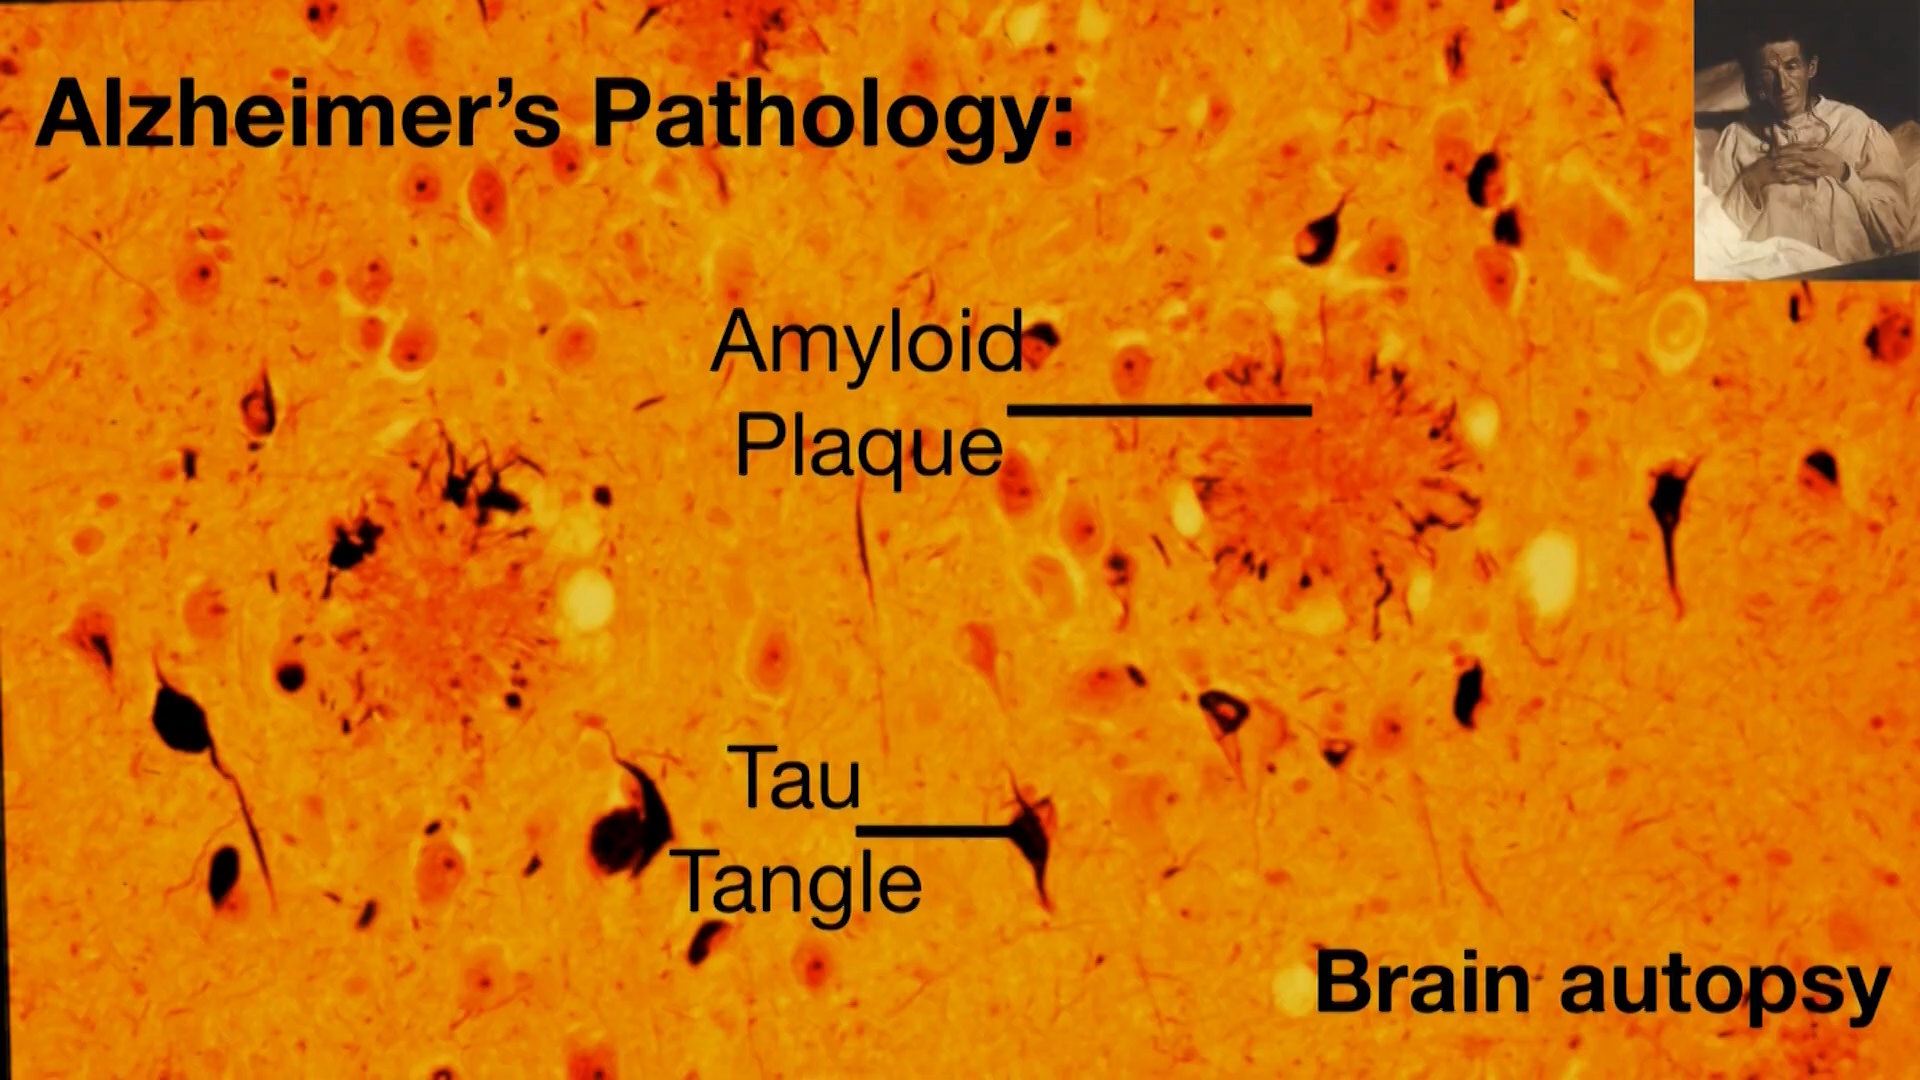 Alzheimer’s Pathology:
Amyloid
Plaque
Tau
Tangle
Brain autopsy